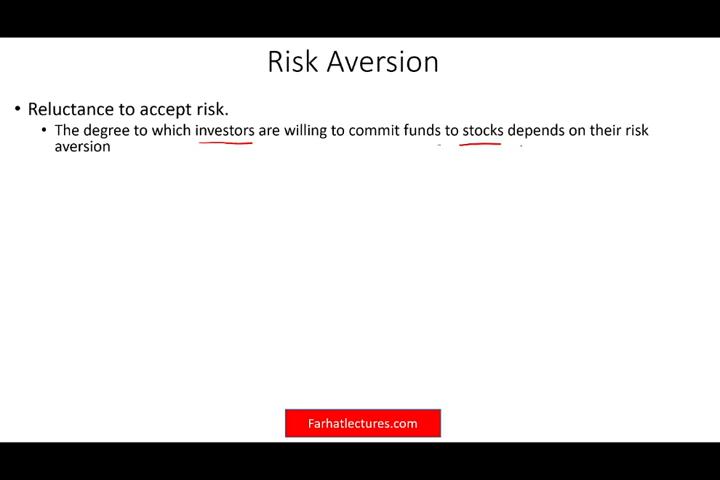 Risk Aversion
• Reluctance to accept risk.
• The degree to which investors are willing to commit funds to stocks depends on their risk
aversion
Farhatlectures.com